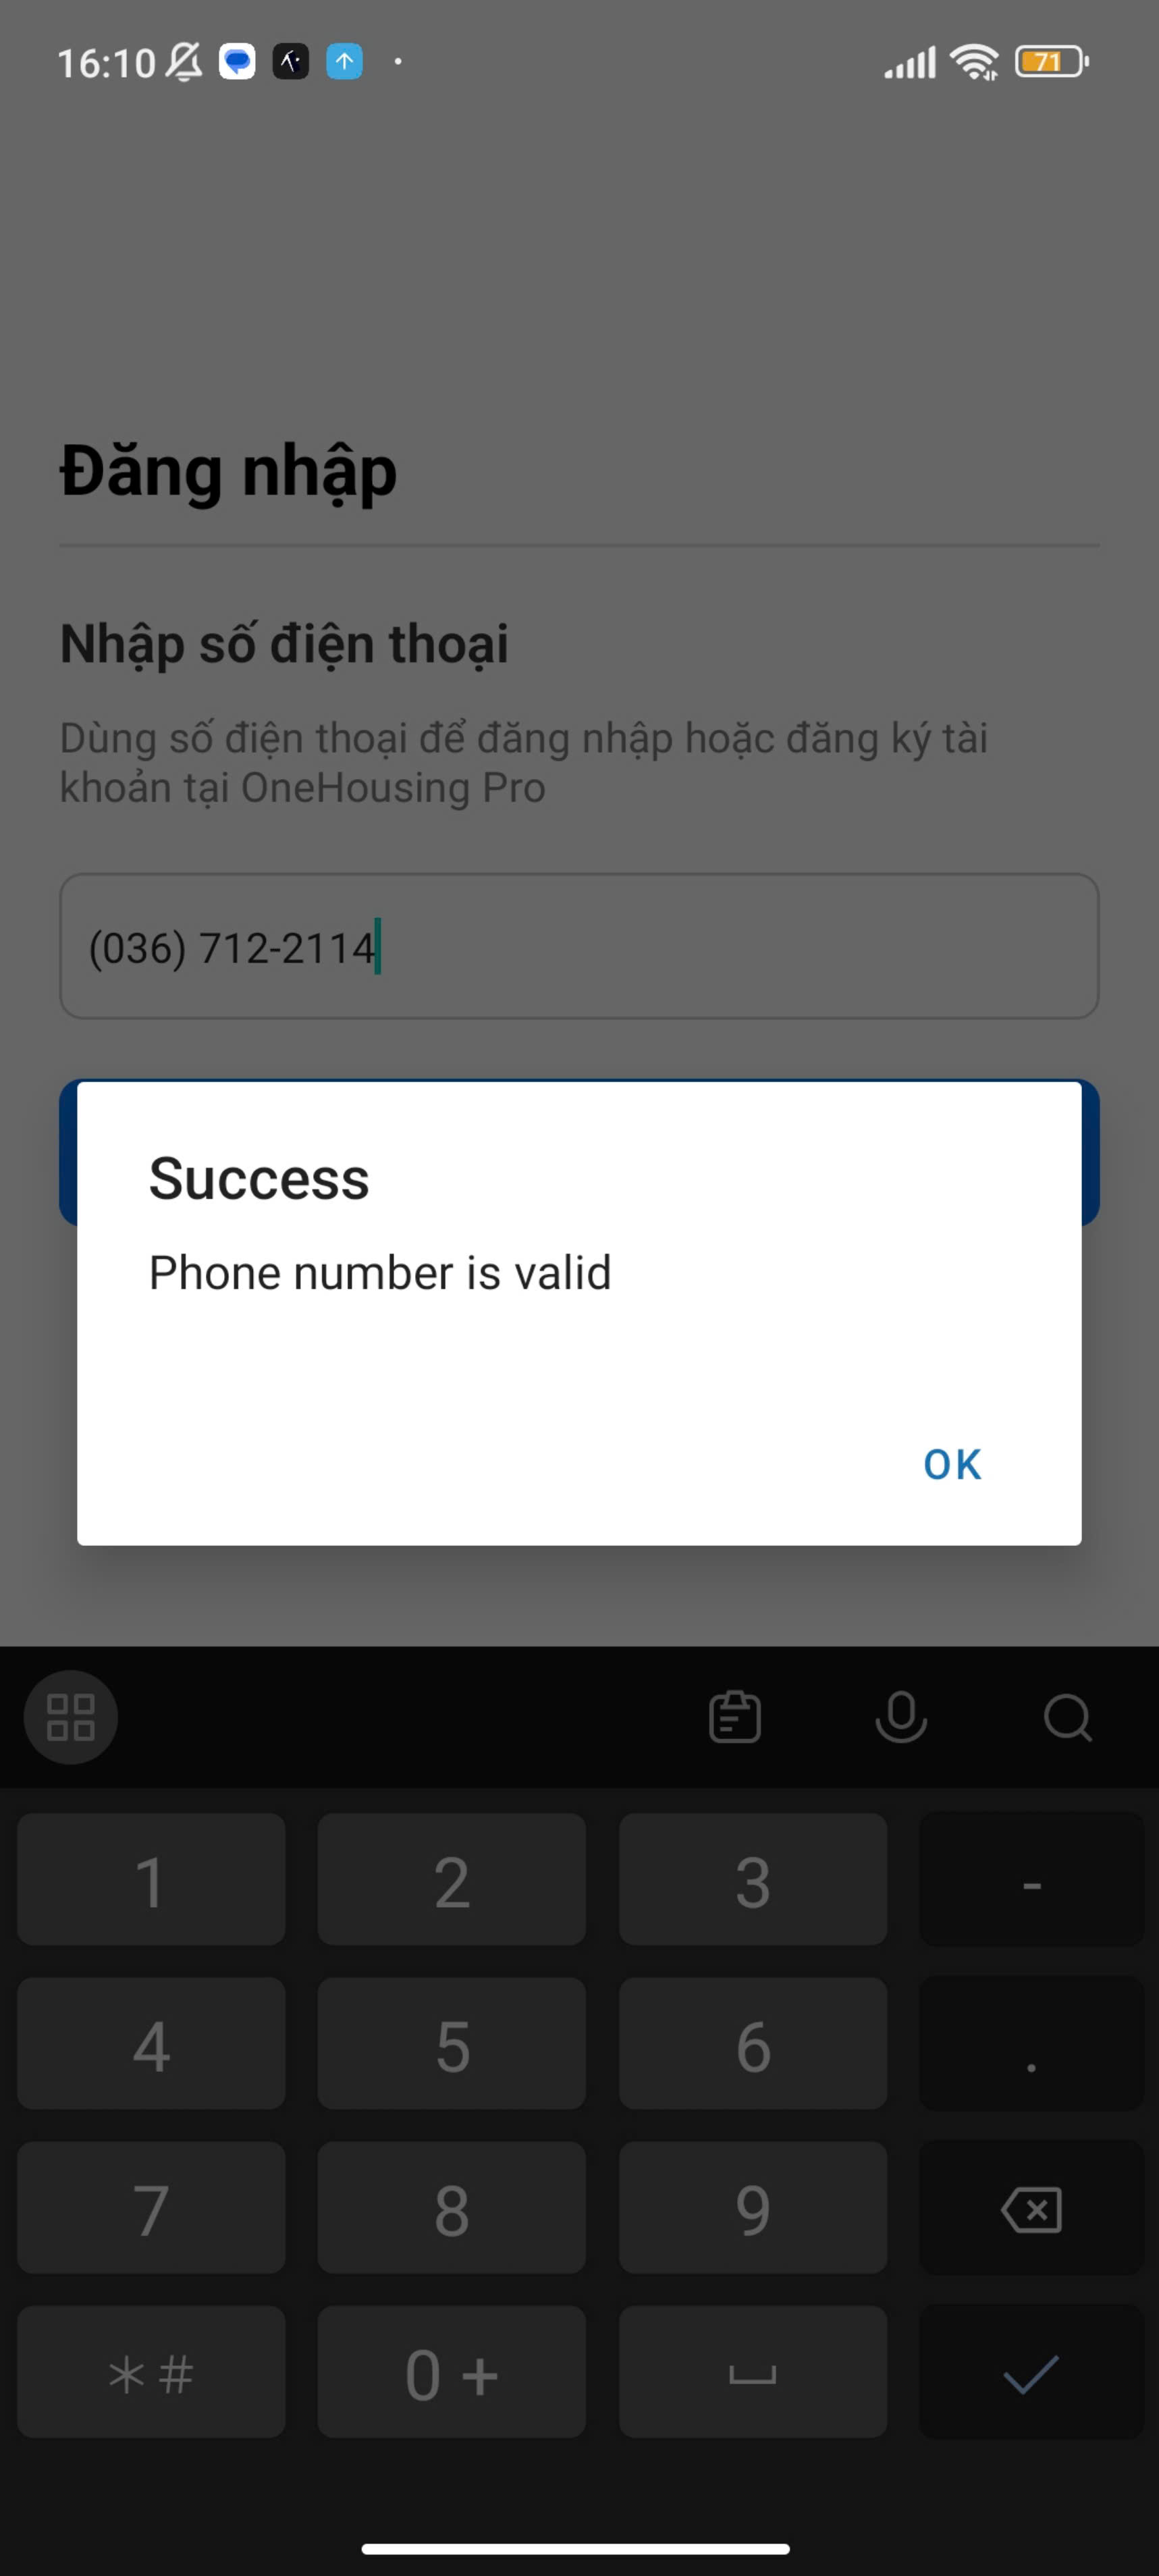 16:10
71
Đăng nhập
Nhập số điện thoại
Dùng số điện thoại để đăng nhập hoặc đăng ký tài
khoản tại OneHousing Pro
(036) 712-2114
Success
Phone number is valid
OK
1 2 3 -
4 5 6 .
7 8 9
*# 0 +